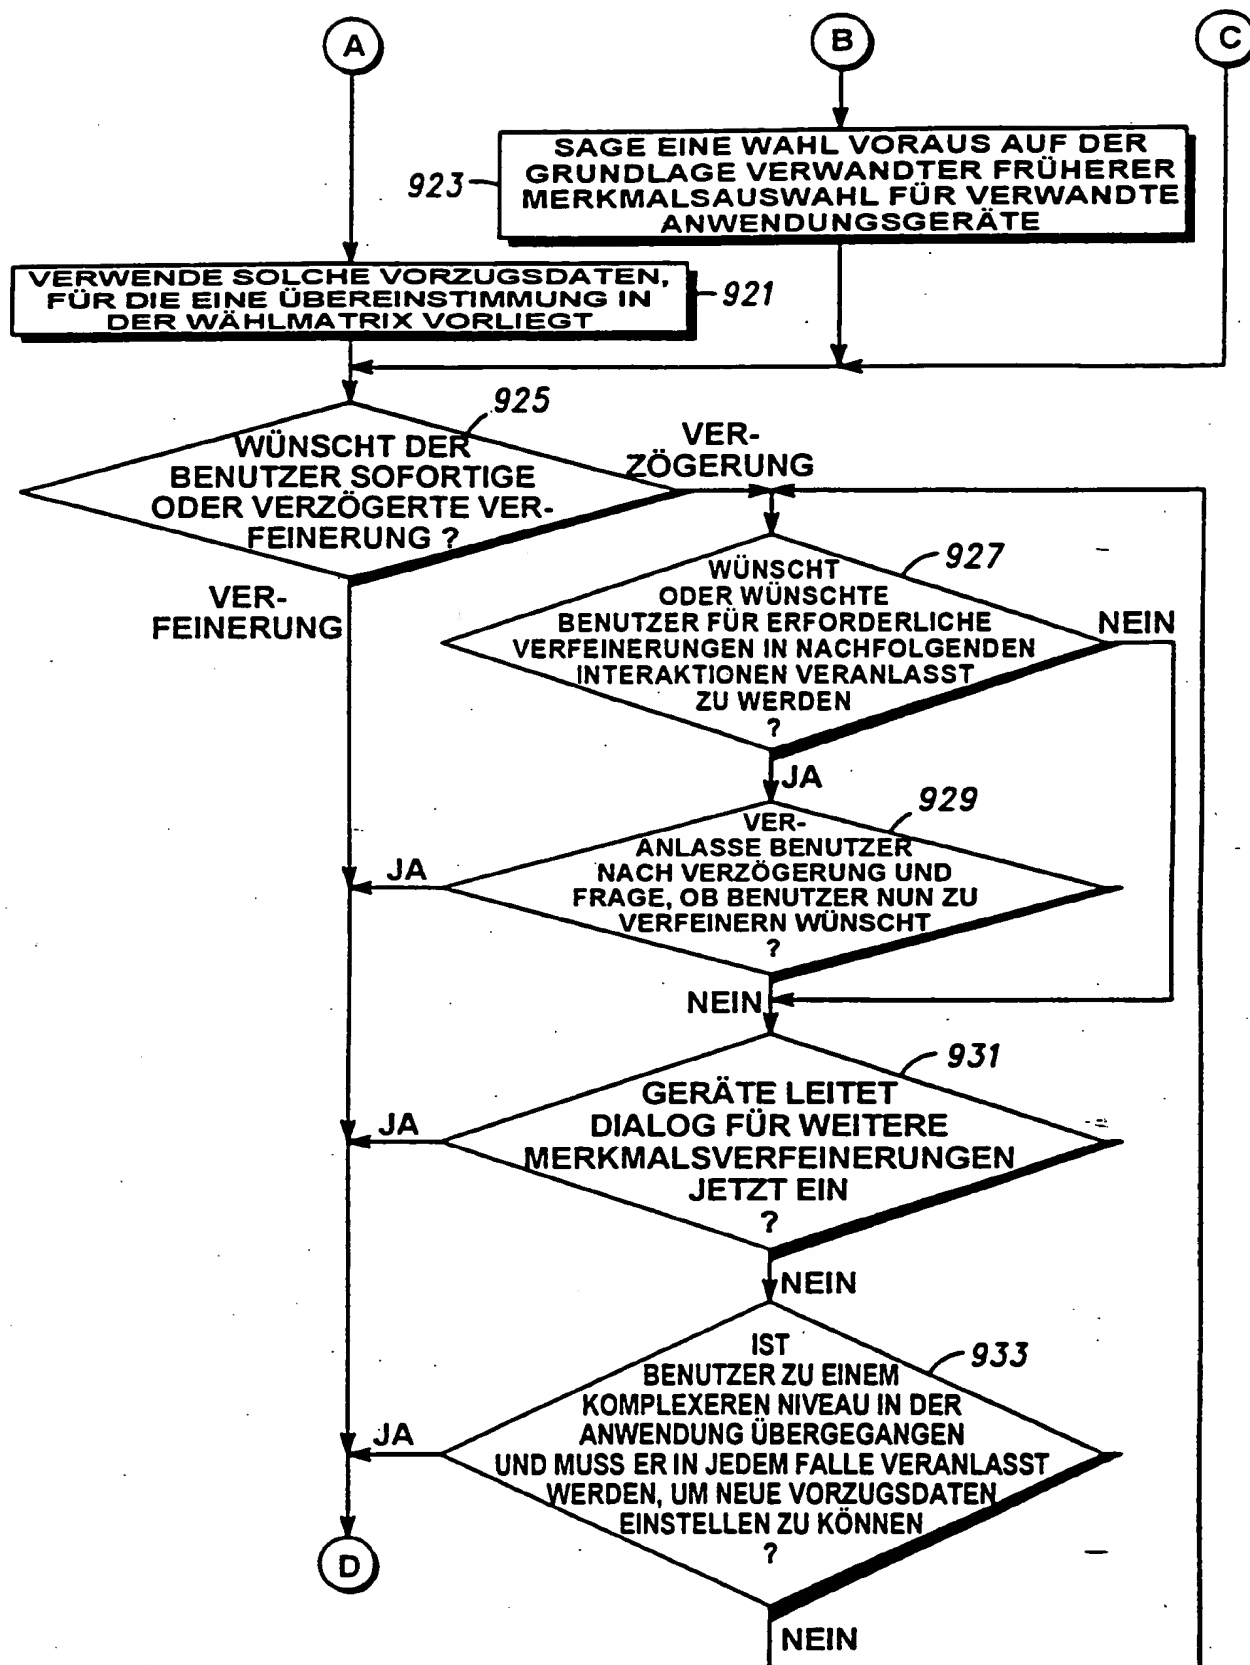 A
B
C
SAGE EINE WAHL VORAUS AUF DER
GRUNDLAGE VERWANDTER FRÜHERER
MERKMALSAUSWAHL FÜR VERWANDTE
ANWENDUNGSGERÄTE
923
VERWENDE SOLCHE VORZUGSDATEN,
FÜR DIE EINE ÜBEREINSTIMMUNG IN
DER WÄHLMATRIX VORLIEGT
921
925
WÜNSCHT DER
BENUTZER SOFORTIGE
ODER VERZÖGERTE VER-
FEINERUNG ?
VER-
ZÖGERUNG
VER-
FEINERUNG
927
WÜNSCHT
ODER WÜNSCHTE
BENUTZER FÜR ERFORDERLICHE
VERFEINERUNGEN IN NACHFOLGENDEN
INTERAKTIONEN VERANLASST
ZU WERDEN
?
NEIN
JA
929
VER-
ANLASSE BENUTZER
NACH VERZÖGERUNG UND
FRAGE, OB BENUTZER NUN ZU
VERFEINERN WÜNSCHT
?
JA
NEIN
931
GERÄTE LEITET
DIALOG FÜR WEITERE
MERKMALSVERFEINERUNGEN
JETZT EIN
?
JA
NEIN
933
IST
BENUTZER ZU EINEM
KOMPLEXEREN NIVEAU IN DER
ANWENDUNG ÜBERGEGANGEN
UND MUSS ER IN JEDEM FALLE VERANLASST
WERDEN, UM NEUE VORZUGSDATEN
EINSTELLEN ZU KÖNNEN
?
JA
D
NEIN